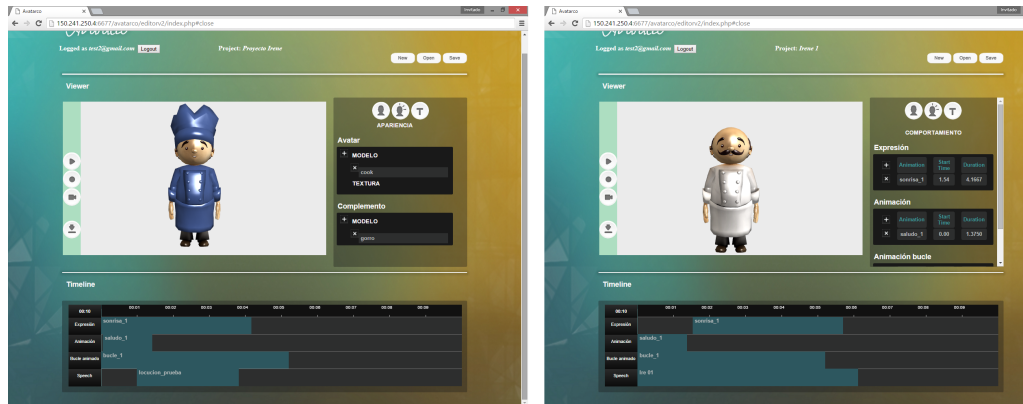 Avatarco
Invitado
150.241.250.4:6677/avatarco/editorv2/index.php#close
Logged as test2@gmail.com Logout
Project: Proyecto Irene
New Open Save
Viewer
APARIENCIA
Avatar
+ MODELO
× cook
TEXTURA
Complemento
+ MODELO
× gorro
Timeline
00:10 00:01 00:02 00:03 00:04 00:05 00:06 00:07 00:08 00:09
Expresión sonrisa_1
Animación saludo_1
Bucle animado bucle_1
Speech locucion_prueba
Avatarco
Invitado
150.241.250.4:6677/avatarco/editorv2/index.php#close
Logged as test2@gmail.com Logout
Project: Irene 1
New Open Save
Viewer
COMPORTAMIENTO
Expresión
+ Animation Start Time Duration
× sonrisa_1 1.54 4.1667
Animación
+ Animation Start Time Duration
× saludo_1 0.00 1.3750
Animación bucle
Timeline
00:10 00:01 00:02 00:03 00:04 00:05 00:06 00:07 00:08 00:09
Expresión sonrisa_1
Animación saludo_1
Bucle animado bucle_1
Speech